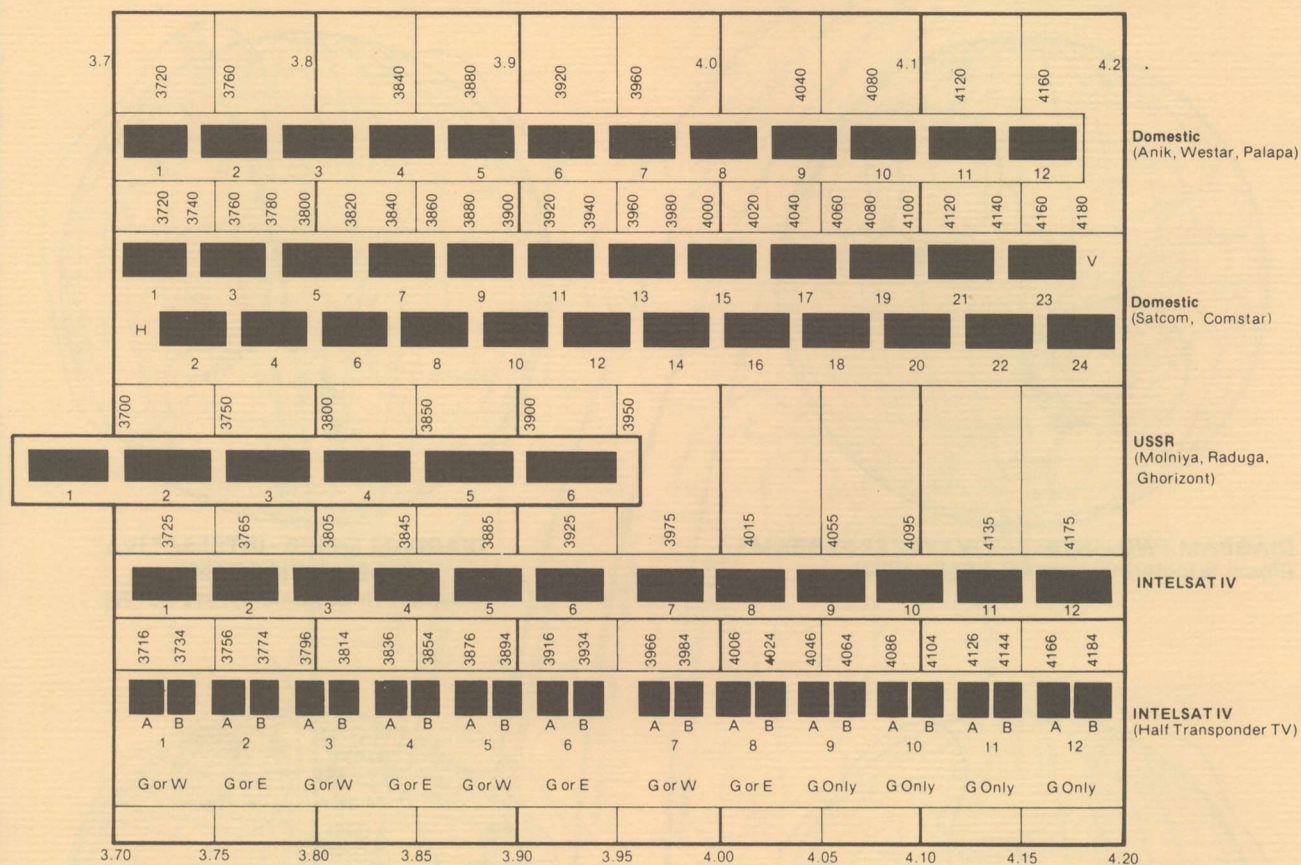 3.7 3720 3760 3.8 3840 3880 3.9 3920 3960 4.0 4040 4080 4.1 4120 4160 4.2
Domestic
(Anik, Westar, Palapa)
1 2 3 4 5 6 7 8 9 10 11 12
3720 3740 3760 3780 3800 3820 3840 3860 3880 3900 3920 3940 3960 3980 4000 4020 4040 4060 4080 4100 4120 4140 4160 4180
V
1 3 5 7 9 11 13 15 17 19 21 23
Domestic
(Satcom, Comstar)
H
2 4 6 8 10 12 14 16 18 20 22 24
3700 3750 3800 3850 3900 3950
USSR
(Molniya, Raduga,
Ghorizont)
1 2 3 4 5 6
3725 3765 3805 3845 3885 3925 3975 4015 4055 4095 4135 4175
INTELSAT IV
1 2 3 4 5 6 7 8 9 10 11 12
3716 3734 3756 3774 3796 3814 3836 3854 3876 3894 3916 3934 3966 3984 4006 4024 4046 4064 4086 4104 4126 4144 4166 4184
INTELSAT IV
(Half Transponder TV)
A B A B A B A B A B A B A B A B A B A B A B A B
1 2 3 4 5 6 7 8 9 10 11 12
G or W G or E G or W G or E G or W G or E G or W G or E G Only G Only G Only G Only
3.70 3.75 3.80 3.85 3.90 3.95 4.00 4.05 4.10 4.15 4.20